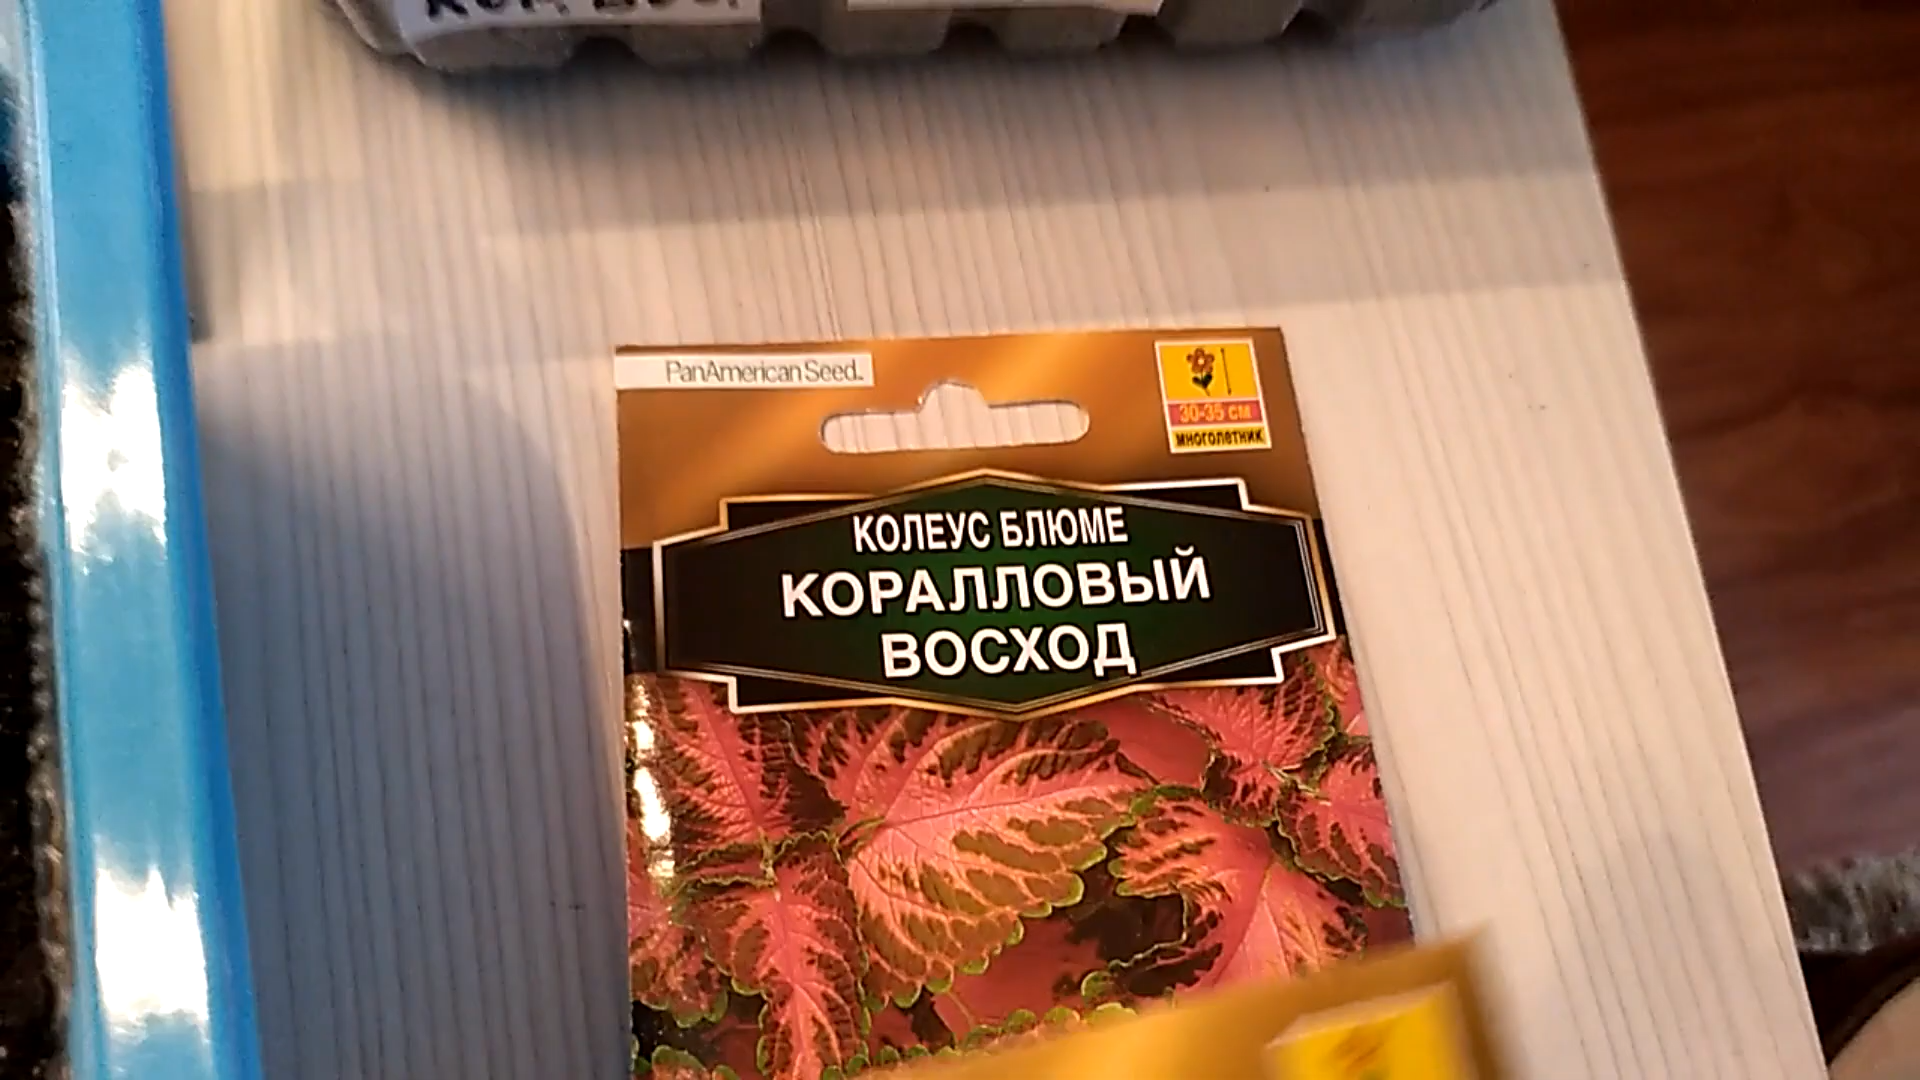 PanAmerican Seed.
30-35 см
многолетник
КОЛЕУС БЛЮМЕ
КОРАЛЛОВЫЙ
ВОСХОД